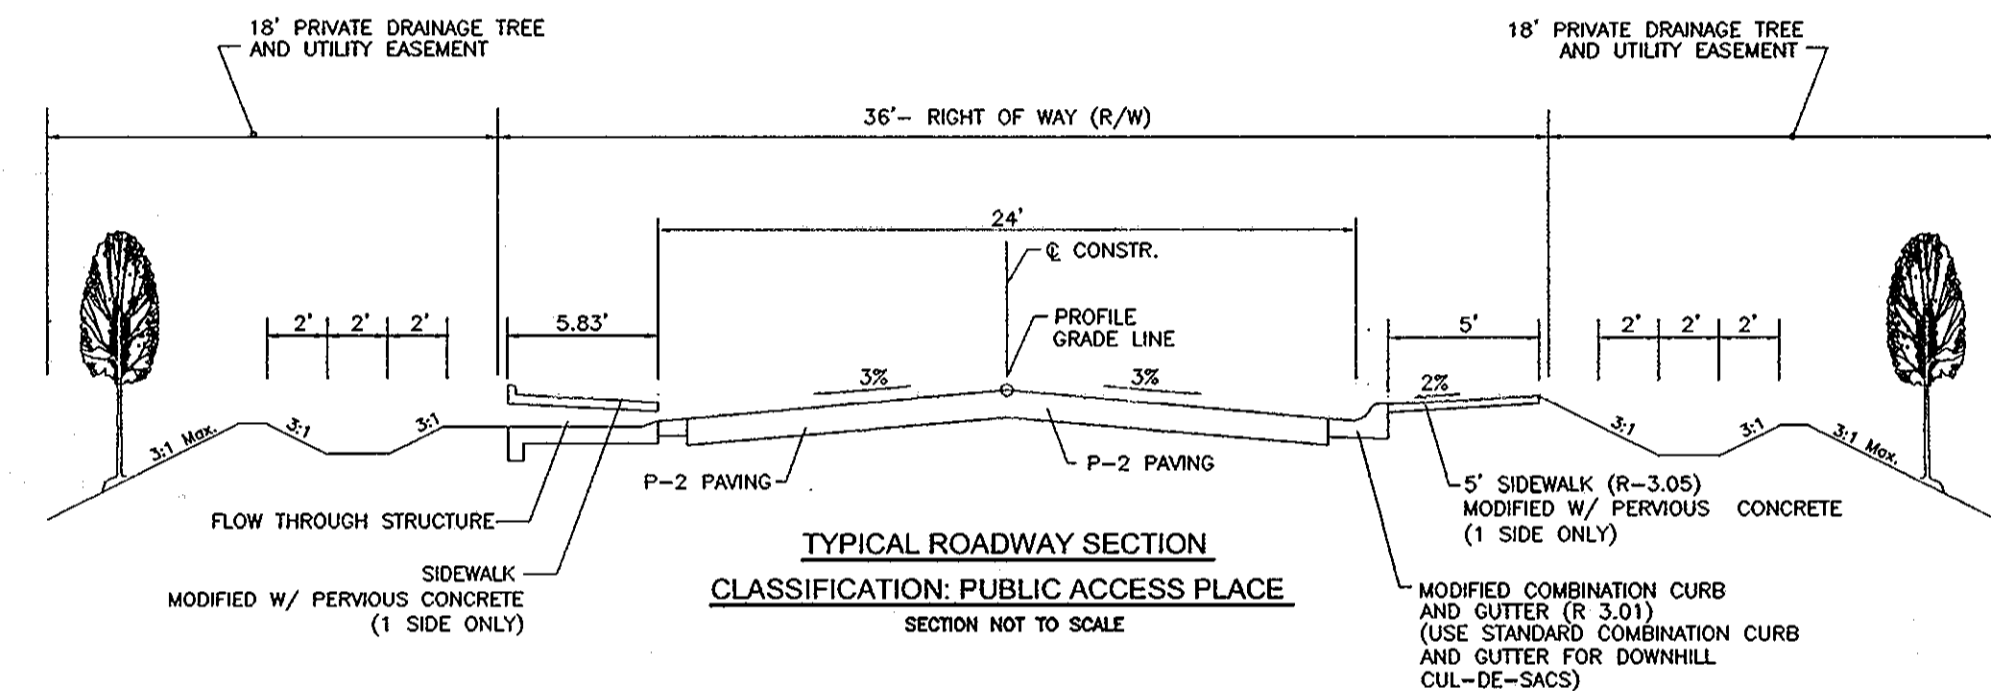 18' PRIVATE DRAINAGE TREE
AND UTILITY EASEMENT
18' PRIVATE DRAINAGE TREE
AND UTILITY EASEMENT
36'- RIGHT OF WAY (R/W)
24'
℄ CONSTR.
PROFILE
GRADE LINE
2' 2' 2'
5.83'
5'
2' 2' 2'
3%
3%
2%
3:1 Max.
3:1
3:1
3:1
3:1
3:1 Max.
P-2 PAVING
P-2 PAVING
FLOW THROUGH STRUCTURE
SIDEWALK
MODIFIED W/ PERVIOUS CONCRETE
(1 SIDE ONLY)
5' SIDEWALK (R-3.05)
MODIFIED W/ PERVIOUS CONCRETE
(1 SIDE ONLY)
MODIFIED COMBINATION CURB
AND GUTTER (R 3.01)
(USE STANDARD COMBINATION CURB
AND GUTTER FOR DOWNHILL
CUL-DE-SACS)
TYPICAL ROADWAY SECTION
CLASSIFICATION: PUBLIC ACCESS PLACE
SECTION NOT TO SCALE